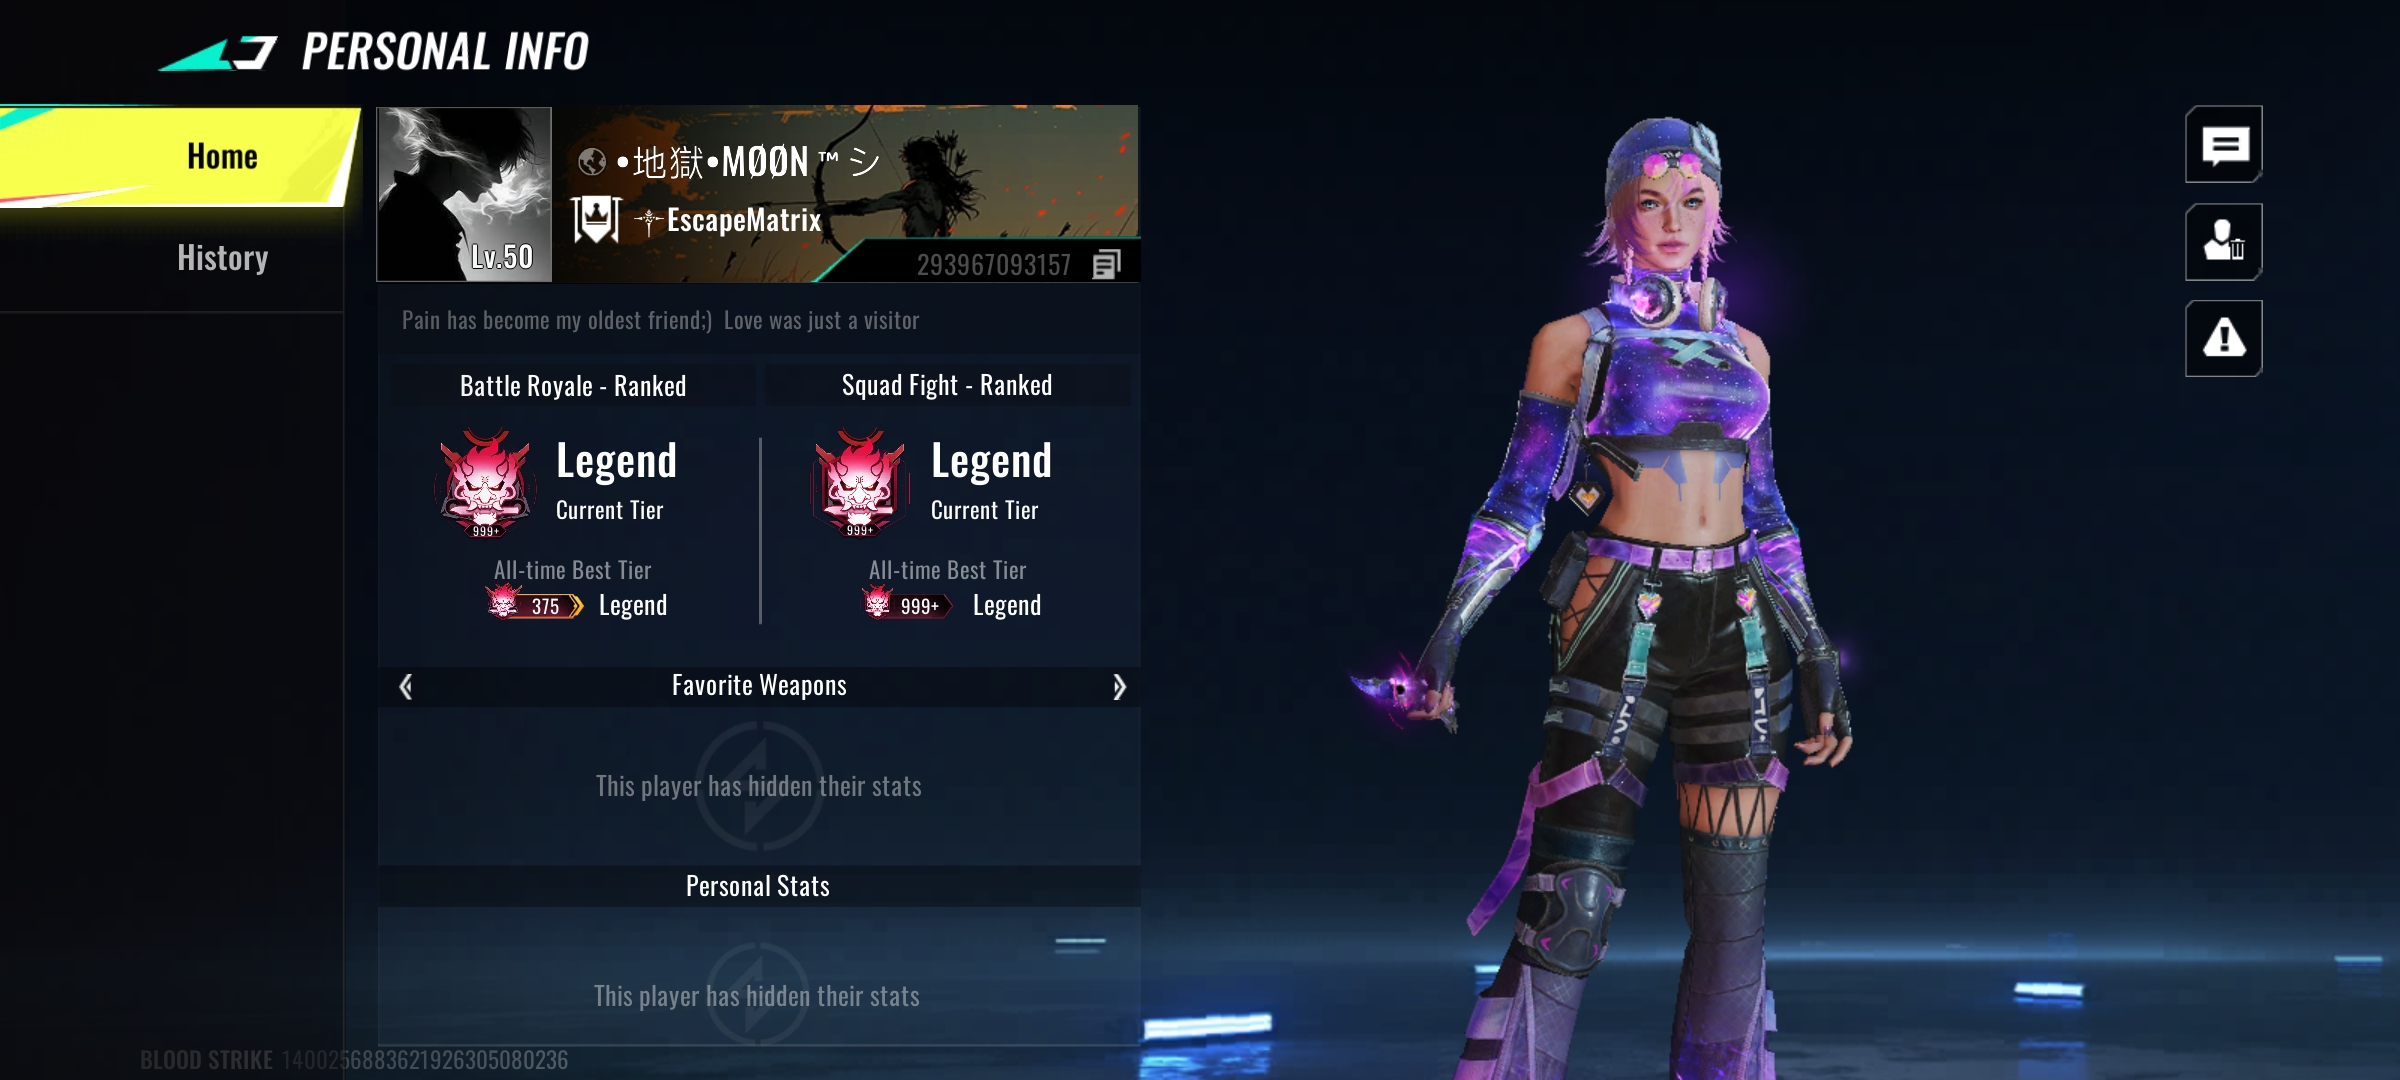 PERSONAL INFO
Home
History
•地獄•MØØN ™ シ
EscapeMatrix
Lv.50
293967093157
Pain has become my oldest friend;) Love was just a visitor
Battle Royale - Ranked
Squad Fight - Ranked
Legend
Current Tier
999+
Legend
Current Tier
999+
All-time Best Tier
375 Legend
All-time Best Tier
999+ Legend
Favorite Weapons
This player has hidden their stats
Personal Stats
This player has hidden their stats
BLOOD STRIKE 1400256883621926305080236